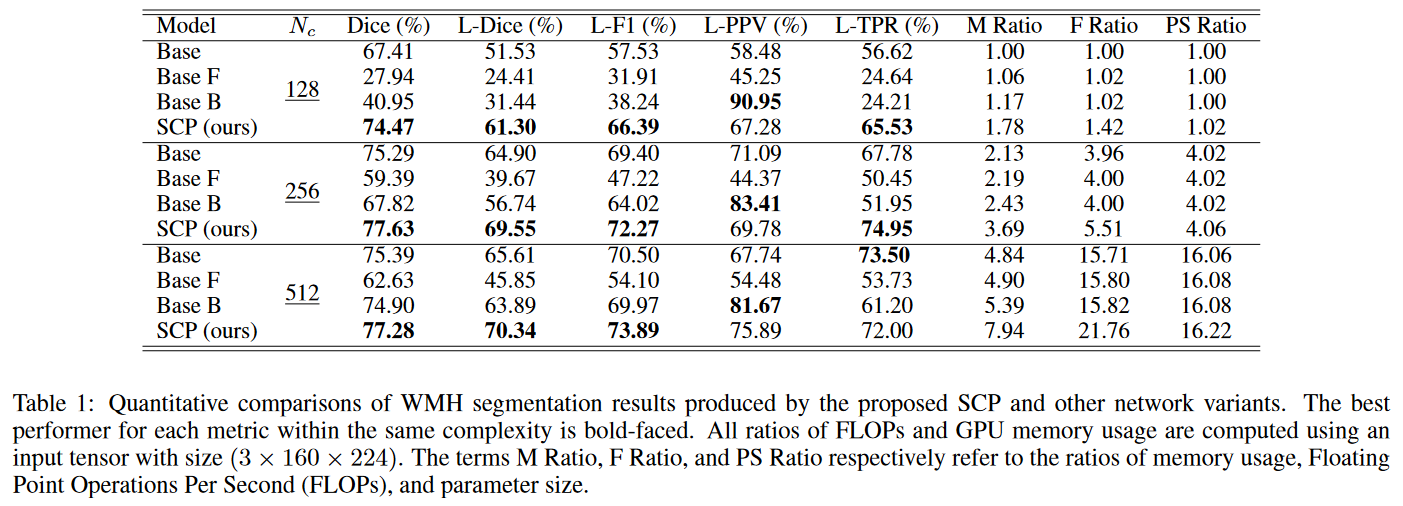 Model N_c Dice (%) L-Dice (%) L-F1 (%) L-PPV (%) L-TPR (%) M Ratio F Ratio PS Ratio
Base 67.41 51.53 57.53 58.48 56.62 1.00 1.00 1.00
Base F 27.94 24.41 31.91 45.25 24.64 1.06 1.02 1.00
128
Base B 40.95 31.44 38.24 90.95 24.21 1.17 1.02 1.00
SCP (ours) 74.47 61.30 66.39 67.28 65.53 1.78 1.42 1.02
Base 75.29 64.90 69.40 71.09 67.78 2.13 3.96 4.02
Base F 59.39 39.67 47.22 44.37 50.45 2.19 4.00 4.02
256
Base B 67.82 56.74 64.02 83.41 51.95 2.43 4.00 4.02
SCP (ours) 77.63 69.55 72.27 69.78 74.95 3.69 5.51 4.06
Base 75.39 65.61 70.50 67.74 73.50 4.84 15.71 16.06
Base F 62.63 45.85 54.10 54.48 53.73 4.90 15.80 16.08
512
Base B 74.90 63.89 69.97 81.67 61.20 5.39 15.82 16.08
SCP (ours) 77.28 70.34 73.89 75.89 72.00 7.94 21.76 16.22
Table 1: Quantitative comparisons of WMH segmentation results produced by the proposed SCP and other network variants. The best
performer for each metric within the same complexity is bold-faced. All ratios of FLOPs and GPU memory usage are computed using an
input tensor with size (3 × 160 × 224). The terms M Ratio, F Ratio, and PS Ratio respectively refer to the ratios of memory usage, Floating
Point Operations Per Second (FLOPs), and parameter size.